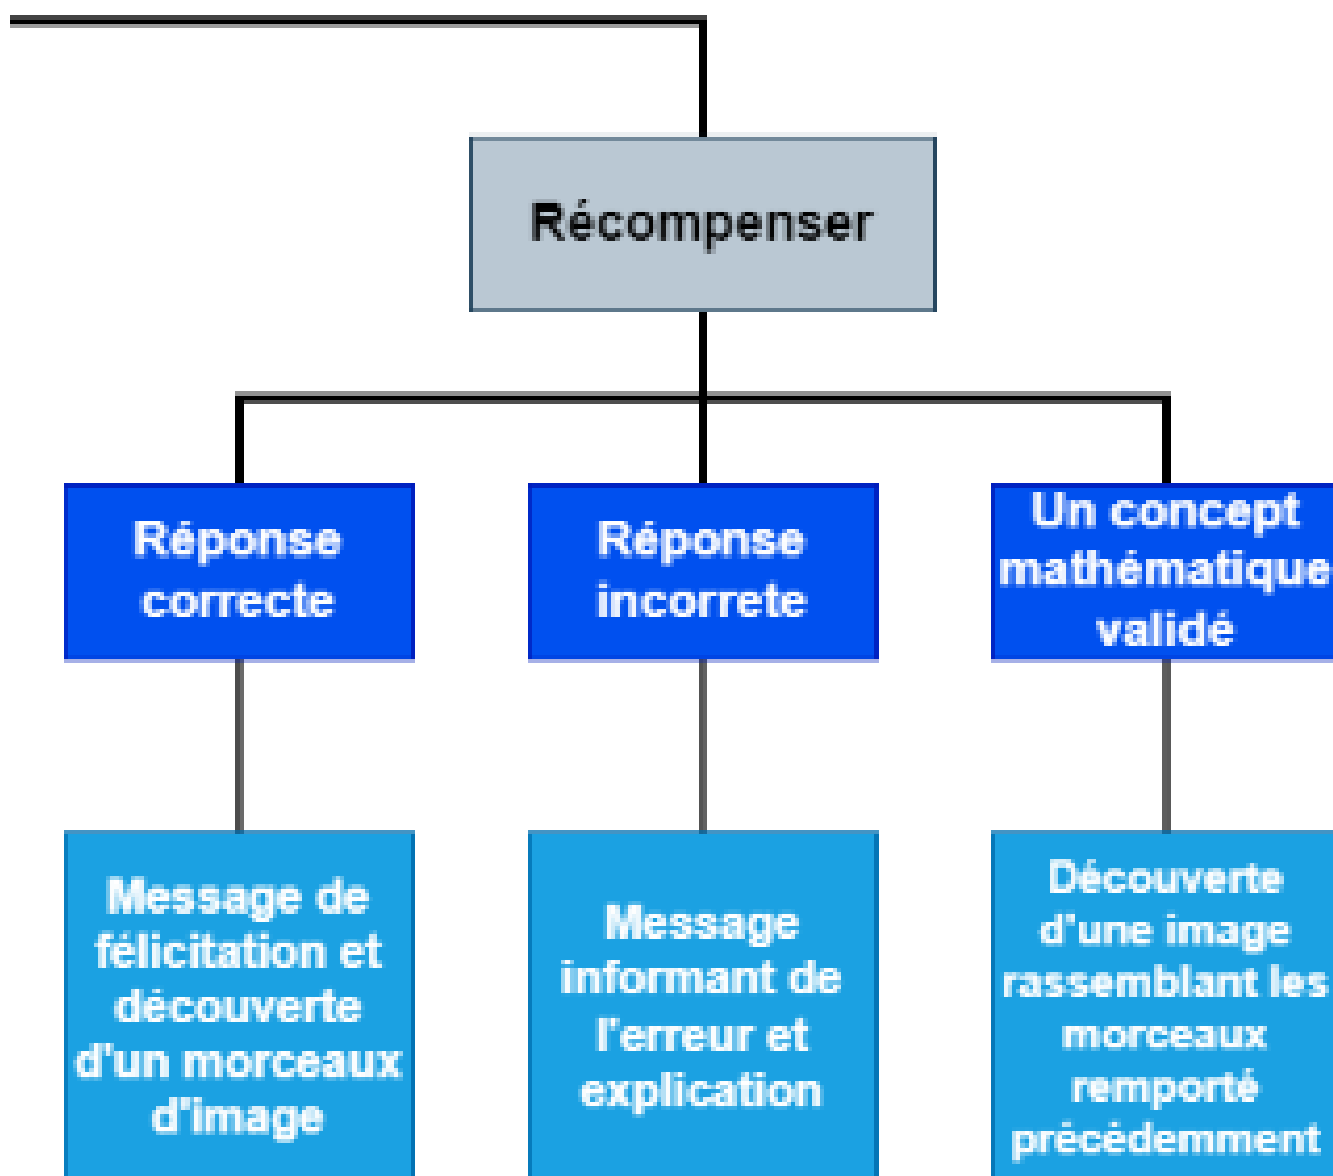 Récompenser
Réponse
correcte
Réponse
incorrete
Un concept
mathématique
validé
Message de
félicitation et
découverte
d'un morceaux
d'image
Message
informant de
l'erreur et
explication
Découverte
d'une image
rassemblant les
morceaux
remporté
précédemment